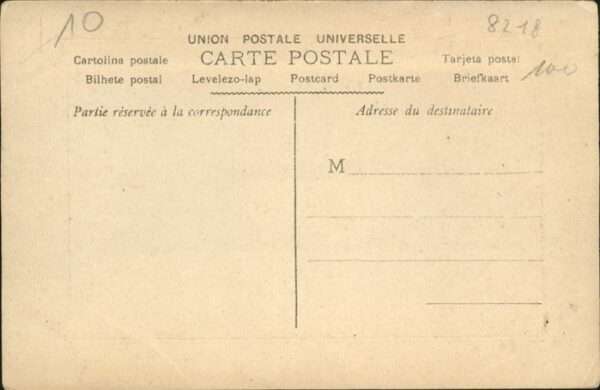 10
8218
UNION POSTALE UNIVERSELLE
Cartolina postale CARTE POSTALE Tarjeta postal
100
Bilhete postal Levelezo-lap Postcard Postkarte Briefkaart
Partie réservée à la correspondance
Adresse du destinataire
M